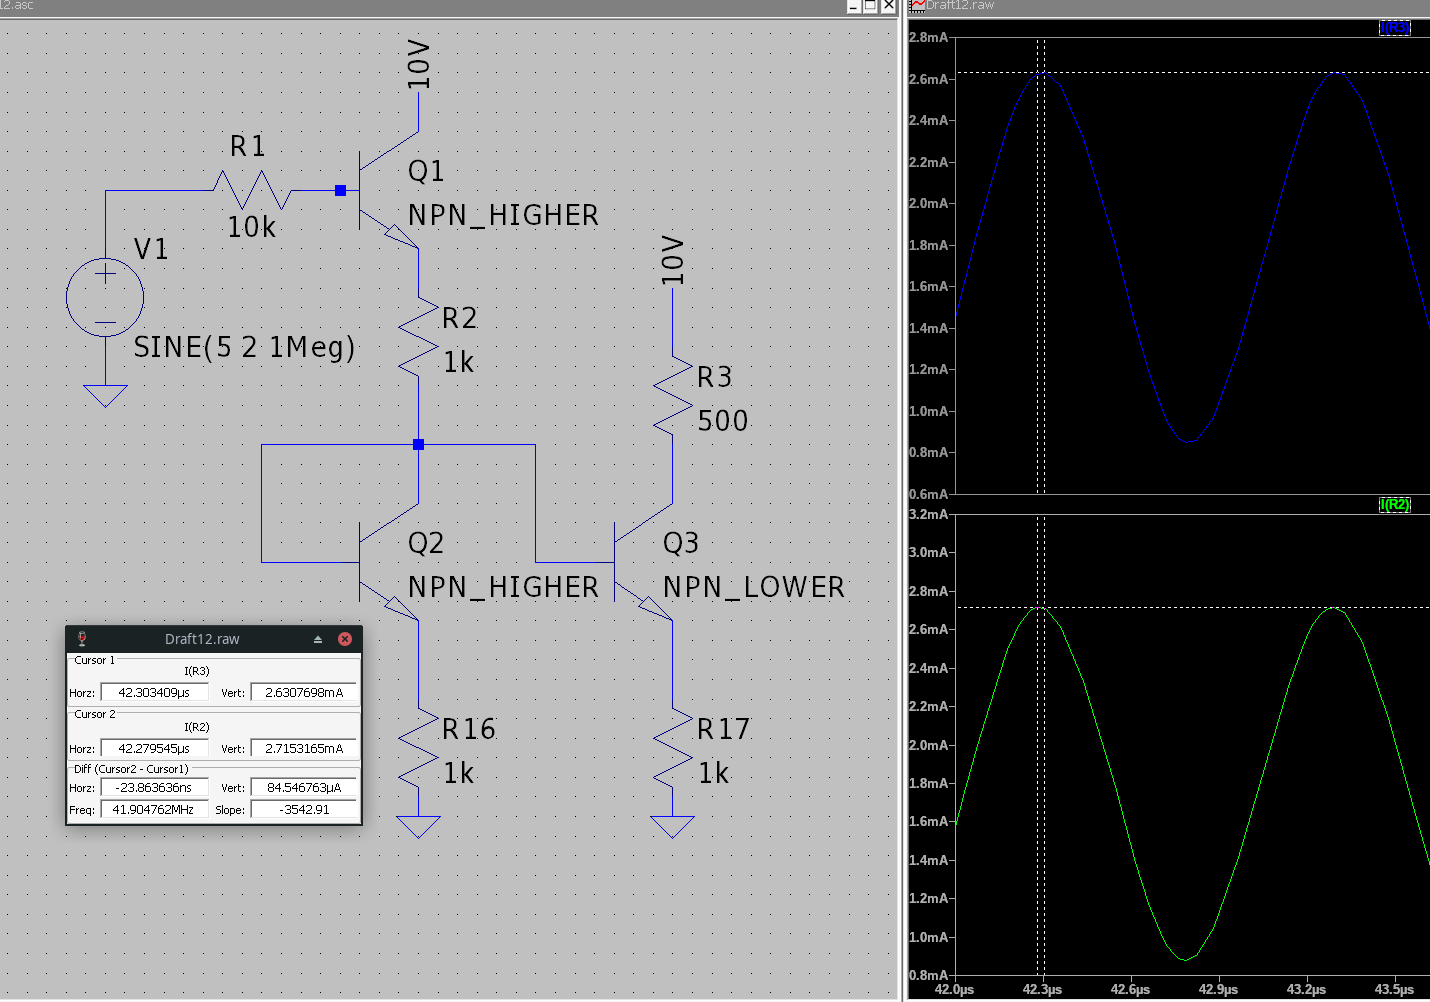 12.asc
10V
R1
10k
Q1
NPN_HIGHER
V1
SINE(5 2 1Meg)
R2
1k
10V
R3
500
Q2
NPN_HIGHER
Q3
NPN_LOWER
R16
1k
R17
1k
Draft12.raw
Cursor 1
I(R3)
Horz: 42.303409µs Vert: 2.6307698mA
Cursor 2
I(R2)
Horz: 42.279545µs Vert: 2.7153165mA
Diff (Cursor2 - Cursor1)
Horz: -23.863636ns Vert: 84.546763µA
Freq: 41.904762MHz Slope: -3542.91
Draft12.raw
I(R3)
2.8mA
2.6mA
2.4mA
2.2mA
2.0mA
1.8mA
1.6mA
1.4mA
1.2mA
1.0mA
0.8mA
0.6mA
I(R2)
3.2mA
3.0mA
2.8mA
2.6mA
2.4mA
2.2mA
2.0mA
1.8mA
1.6mA
1.4mA
1.2mA
1.0mA
0.8mA
42.0µs 42.3µs 42.6µs 42.9µs 43.2µs 43.5µs